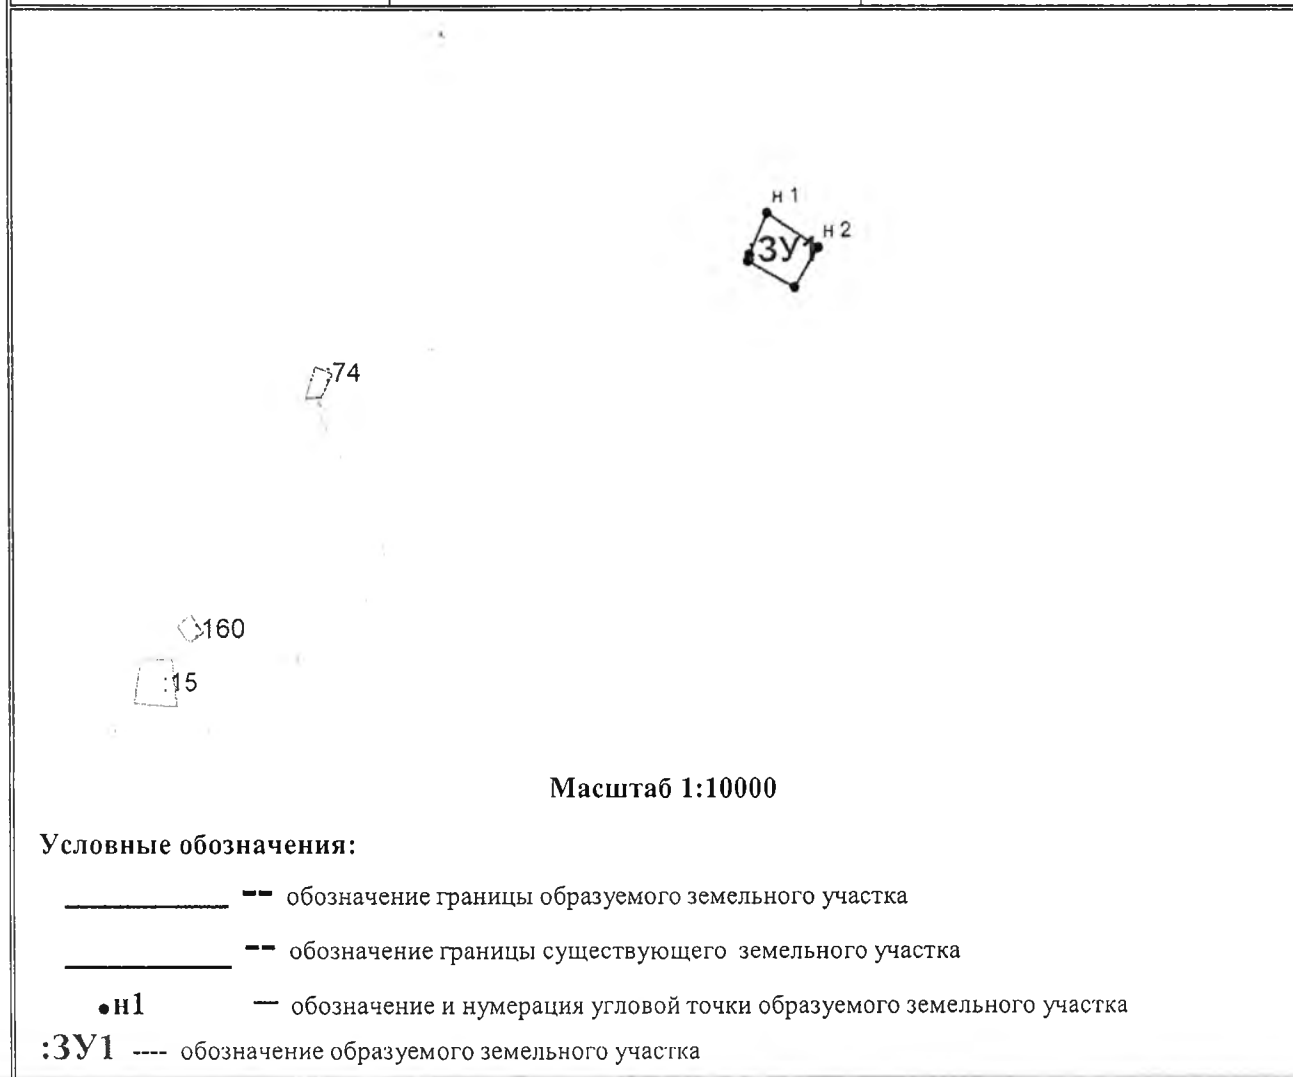 н 1
н 2
:ЗУ1
74
160
:15
Масштаб 1:10000
Условные обозначения:
-- обозначение границы образуемого земельного участка
-- обозначение границы существующего земельного участка
•н1 — обозначение и нумерация угловой точки образуемого земельного участка
:ЗУ1 ---- обозначение образуемого земельного участка